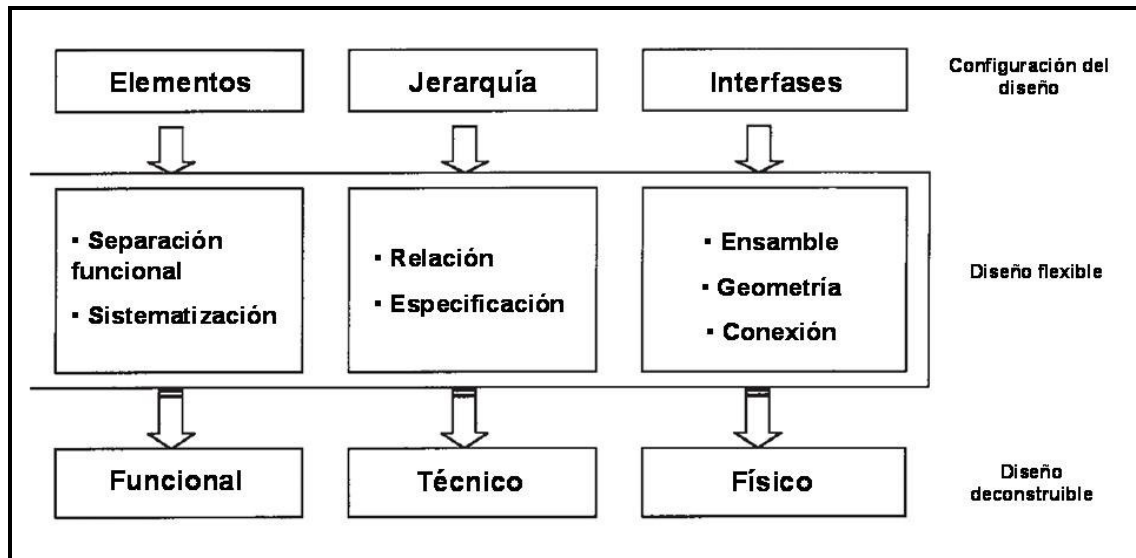 Elementos
Jerarquía
Interfases
Configuración del
diseño
▪ Separación
funcional
▪ Sistematización
▪ Relación
▪ Especificación
▪ Ensamble
▪ Geometría
▪ Conexión
Diseño flexible
Funcional
Técnico
Físico
Diseño
deconstruible